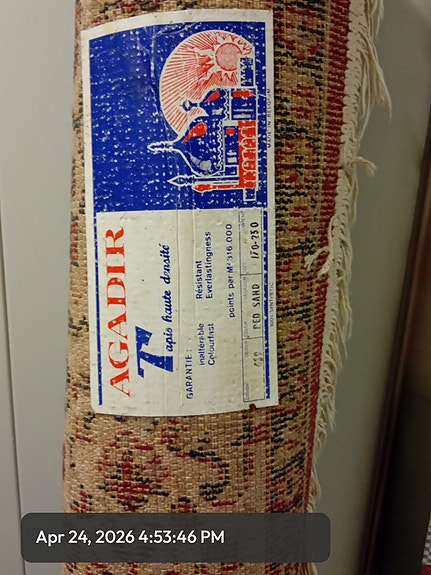 AGADIR
Tapis haute densité
GARANTIE :
inaltérable
Colourfast
Résistant
Everlastingness
points par M² 316.000
RED SAND
170-230
MADE IN BELGIUM
Apr 24, 2026 4:53:46 PM